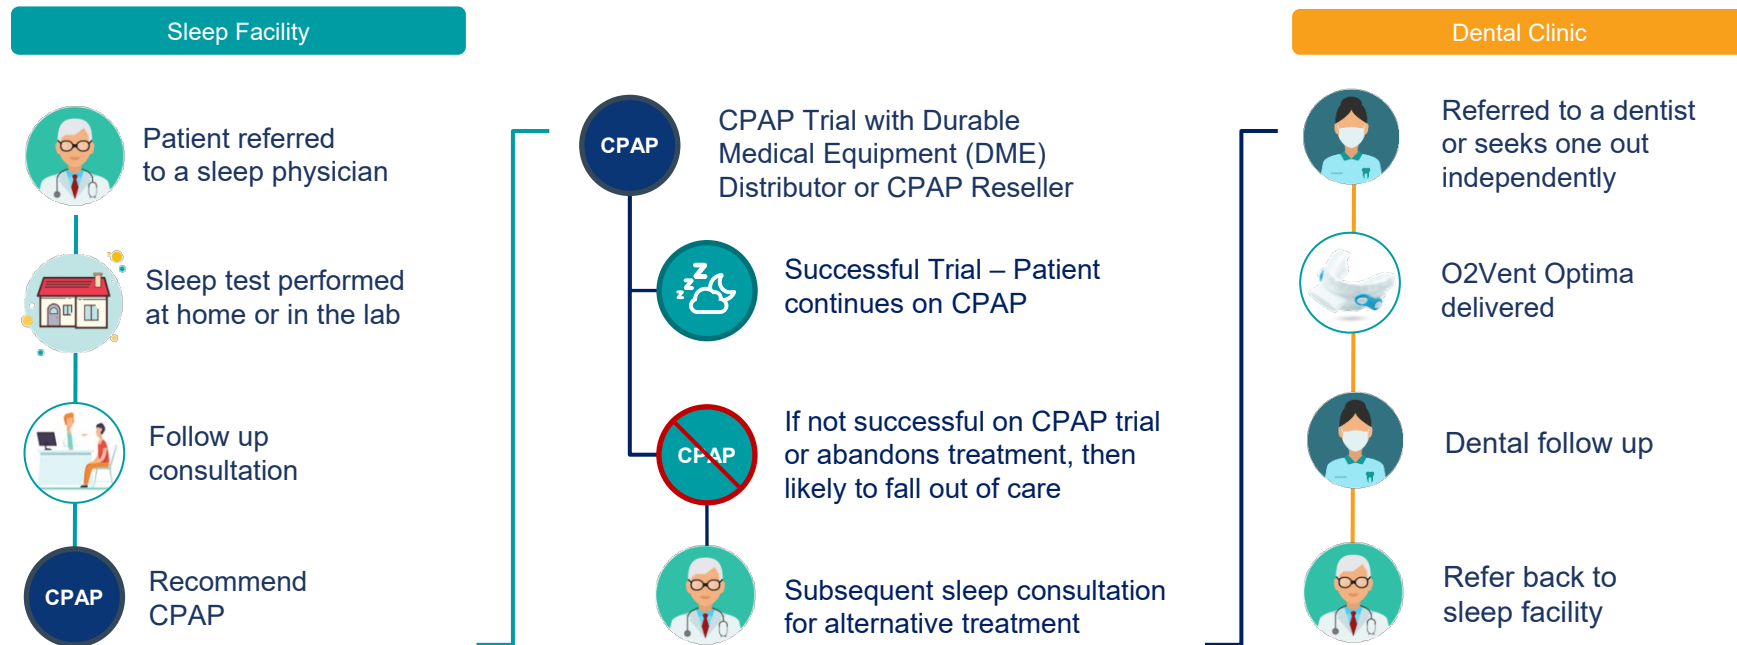 Sleep Facility
Patient referred
to a sleep physician
Sleep test performed
at home or in the lab
Follow up
consultation
CPAP
Recommend
CPAP
CPAP
CPAP Trial with Durable
Medical Equipment (DME)
Distributor or CPAP Reseller
Successful Trial – Patient
continues on CPAP
CPAP
If not successful on CPAP trial
or abandons treatment, then
likely to fall out of care
Subsequent sleep consultation
for alternative treatment
Dental Clinic
Referred to a dentist
or seeks one out
independently
O2Vent Optima
delivered
Dental follow up
Refer back to
sleep facility